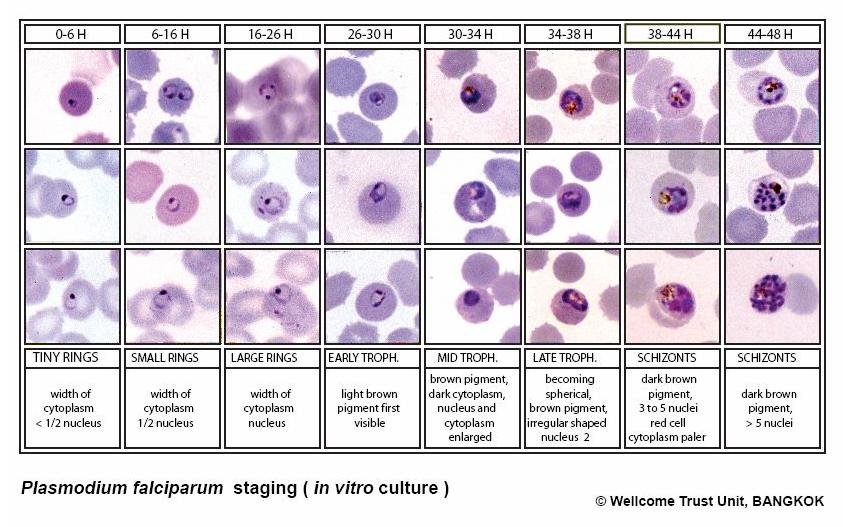 0-6 H
6-16 H
16-26 H
26-30 H
30-34 H
34-38 H
38-44 H
44-48 H
TINY RINGS
width of
cytoplasm
< 1/2 nucleus
SMALL RINGS
width of
cytoplasm
1/2 nucleus
LARGE RINGS
width of
cytoplasm
nucleus
EARLY TROPH.
light brown
pigment first
visible
MID TROPH.
brown pigment,
dark cytoplasm,
nucleus and
cytoplasm
enlarged
LATE TROPH.
becoming
spherical,
brown pigment,
irregular shaped
nucleus 2
SCHIZONTS
dark brown
pigment,
3 to 5 nuclei
red cell
cytoplasm paler
SCHIZONTS
dark brown
pigment,
> 5 nuclei
Plasmodium falciparum staging ( in vitro culture )
© Wellcome Trust Unit, BANGKOK